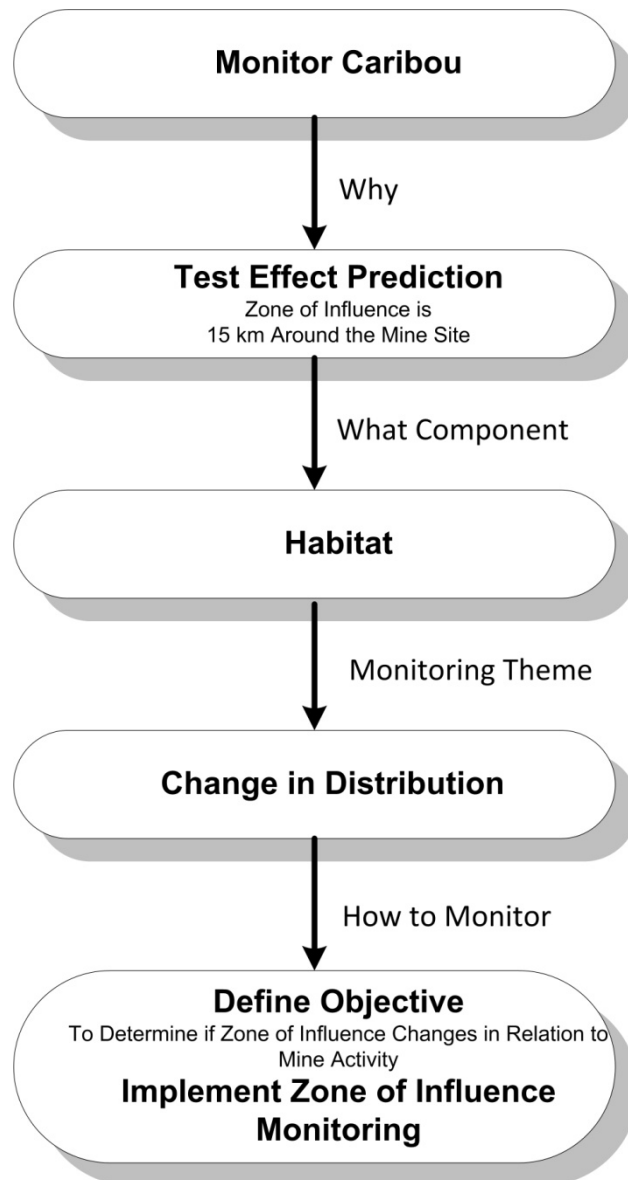 Monitor Caribou
Why
Test Effect Prediction
Zone of Influence is
15 km Around the Mine Site
What Component
Habitat
Monitoring Theme
Change in Distribution
How to Monitor
Define Objective
To Determine if Zone of Influence Changes in Relation to
Mine Activity
Implement Zone of Influence
Monitoring